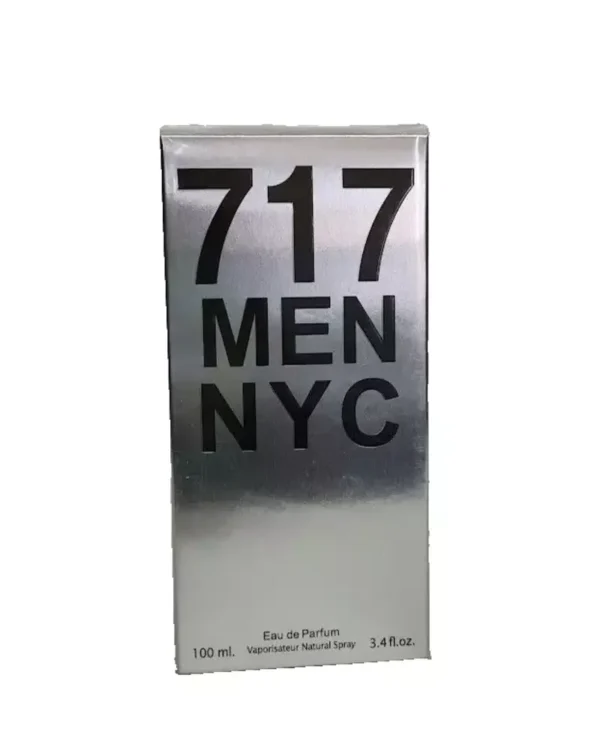 717
MEN
NYC
Eau de Parfum
100 ml. Vaporisateur Natural Spray 3.4 fl.oz.